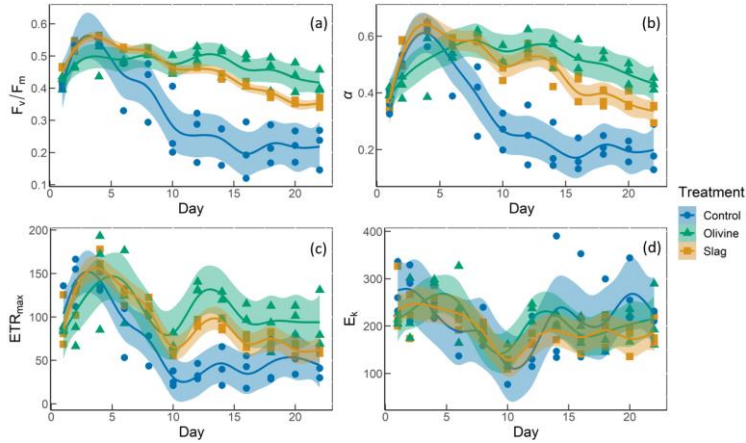 (a)
0.6
0.5
0.4
0.3
0.2
0.1
Fv/Fm
0
5
10
15
20
Day
(b)
0.6
0.4
0.2
α
0
5
10
15
20
Day
Treatment
Control
Olivine
Slag
(c)
200
150
100
50
0
ETRmax
0
5
10
15
20
Day
(d)
400
300
200
100
Ek
0
5
10
15
20
Day